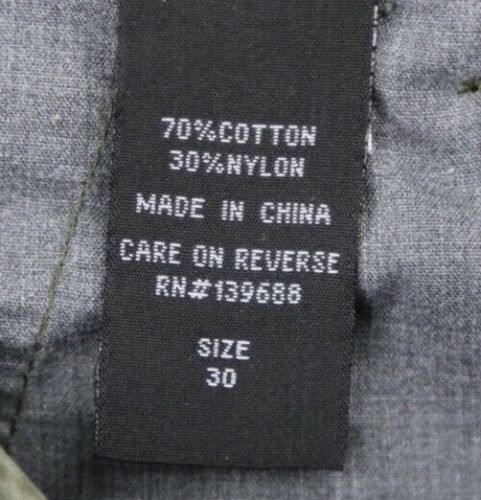 70%COTTON
30%NYLON
MADE IN CHINA
CARE ON REVERSE
RN#139688
SIZE
30